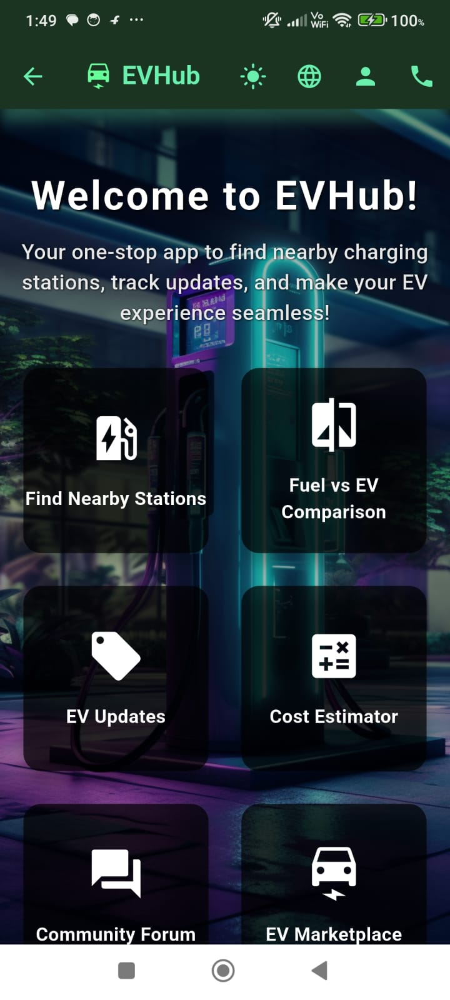 1:49
Vo
WiFi
100%
EVHub
Welcome to EVHub!
Your one-stop app to find nearby charging
stations, track updates, and make your EV
experience seamless!
Find Nearby Stations
Fuel vs EV
Comparison
EV Updates
Cost Estimator
Community Forum
EV Marketplace